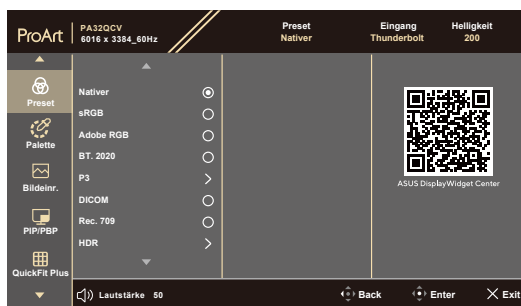 ProArt
PA32QCV
6016 x 3384_60Hz
Preset
Nativer
Eingang
Thunderbolt
Helligkeit
200
Preset
Palette
Bildeinr.
PIP/PBP
QuickFit Plus
Nativer
sRGB
Adobe RGB
BT. 2020
P3
DICOM
Rec. 709
HDR
ASUS DisplayWidget Center
Lautstärke 50
Back
Enter
Exit